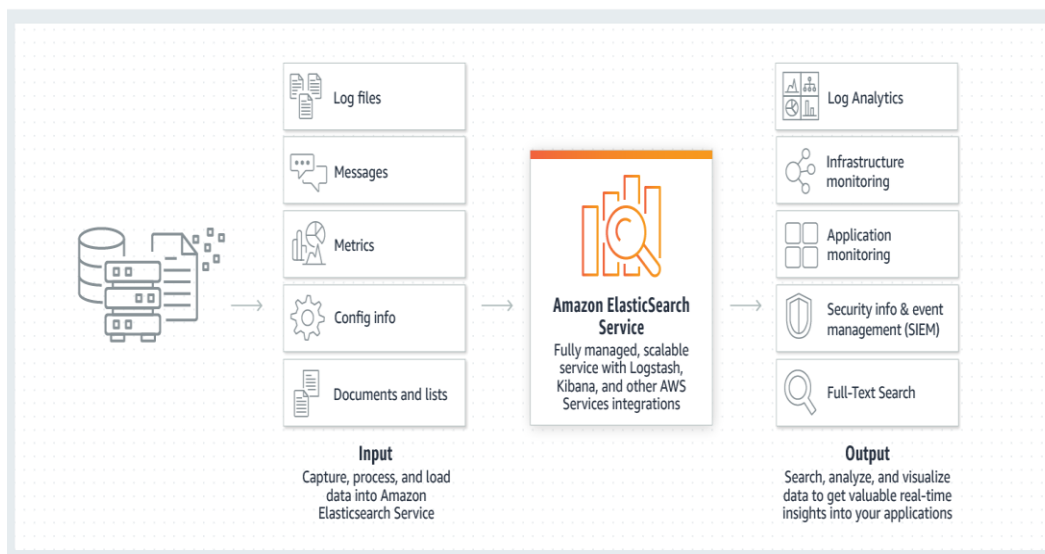 Log files
Messages
Metrics
Config info
Documents and lists
Input
Capture, process, and load
data into Amazon
Elasticsearch Service
Amazon ElasticSearch
Service
Fully managed, scalable
service with Logstash,
Kibana, and other AWS
Services integrations
Log Analytics
Infrastructure
monitoring
Application
monitoring
Security info & event
management (SIEM)
Full-Text Search
Output
Search, analyze, and visualize
data to get valuable real-time
insights into your applications